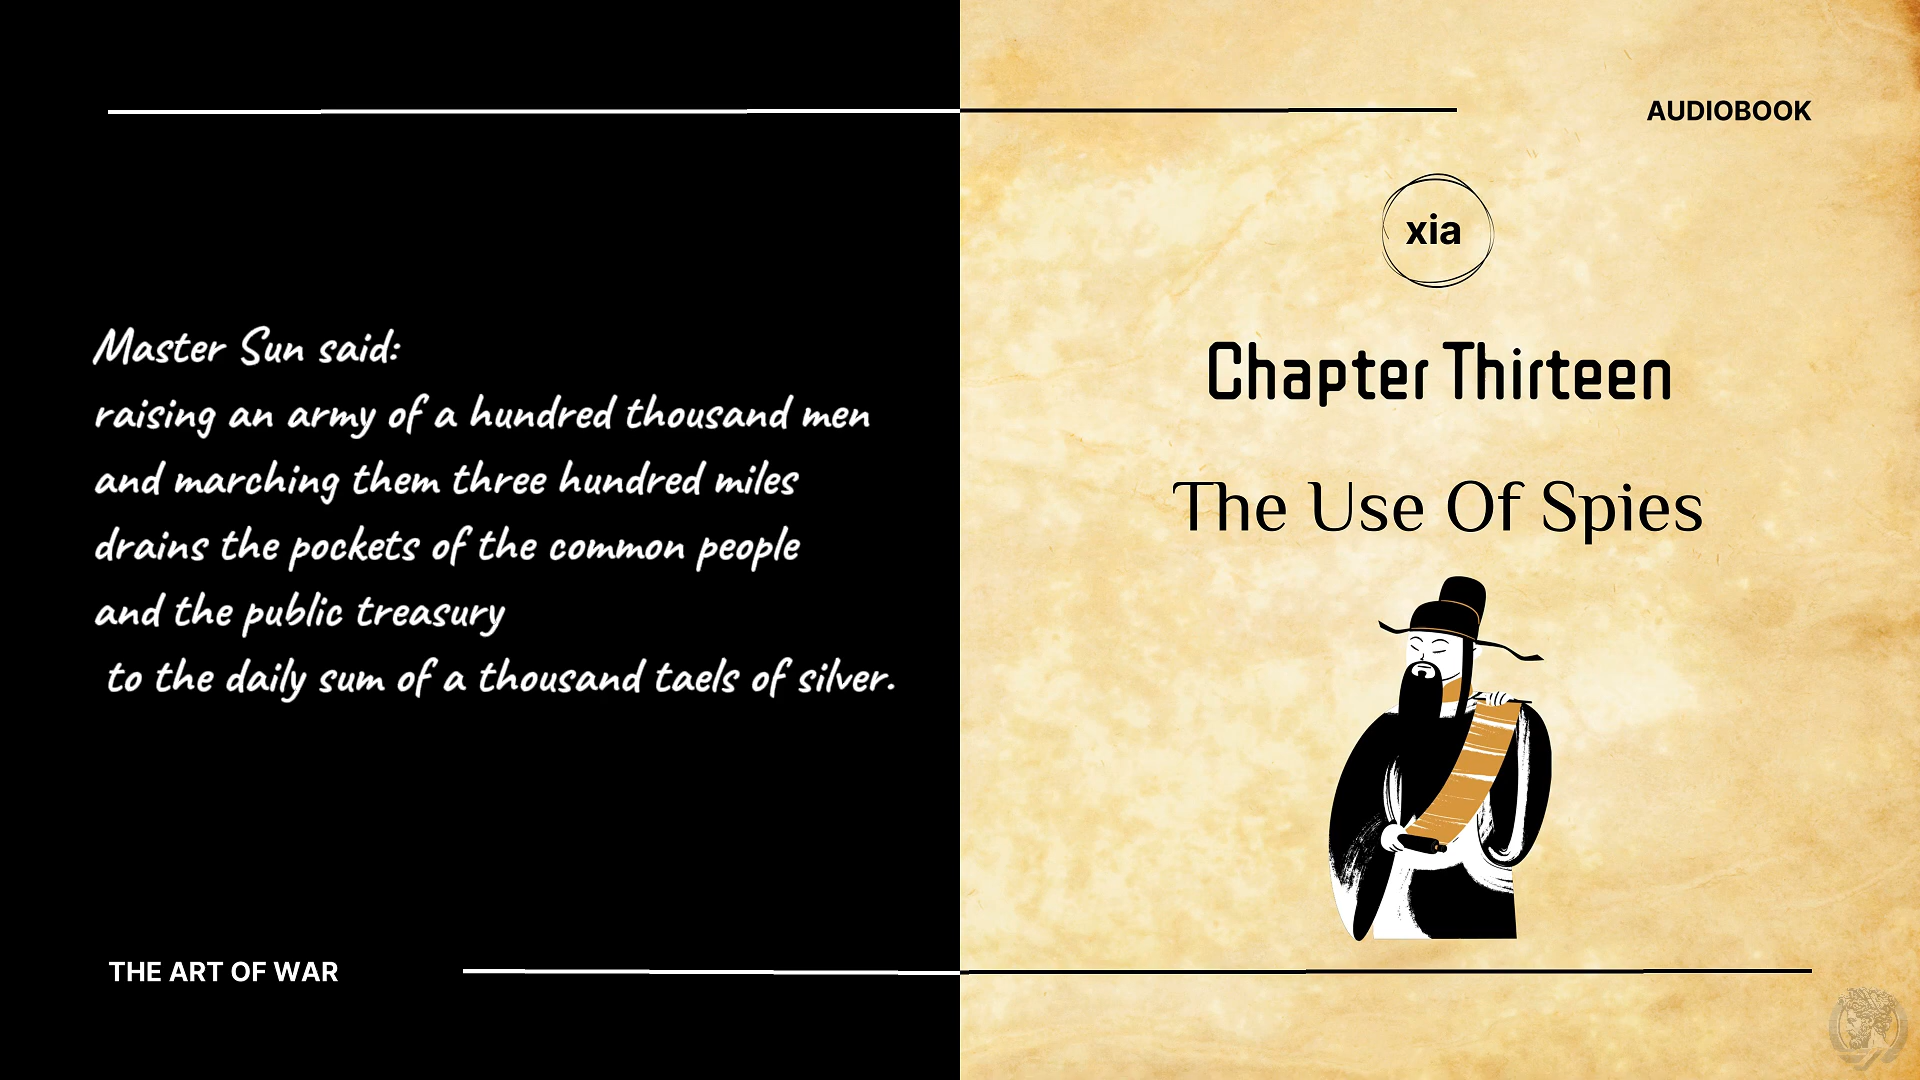 Master Sun said:
raising an army of a hundred thousand men
and marching them three hundred miles
drains the pockets of the common people
and the public treasury
to the daily sum of a thousand taels of silver.
THE ART OF WAR
AUDIOBOOK
xia
Chapter Thirteen
The Use Of Spies